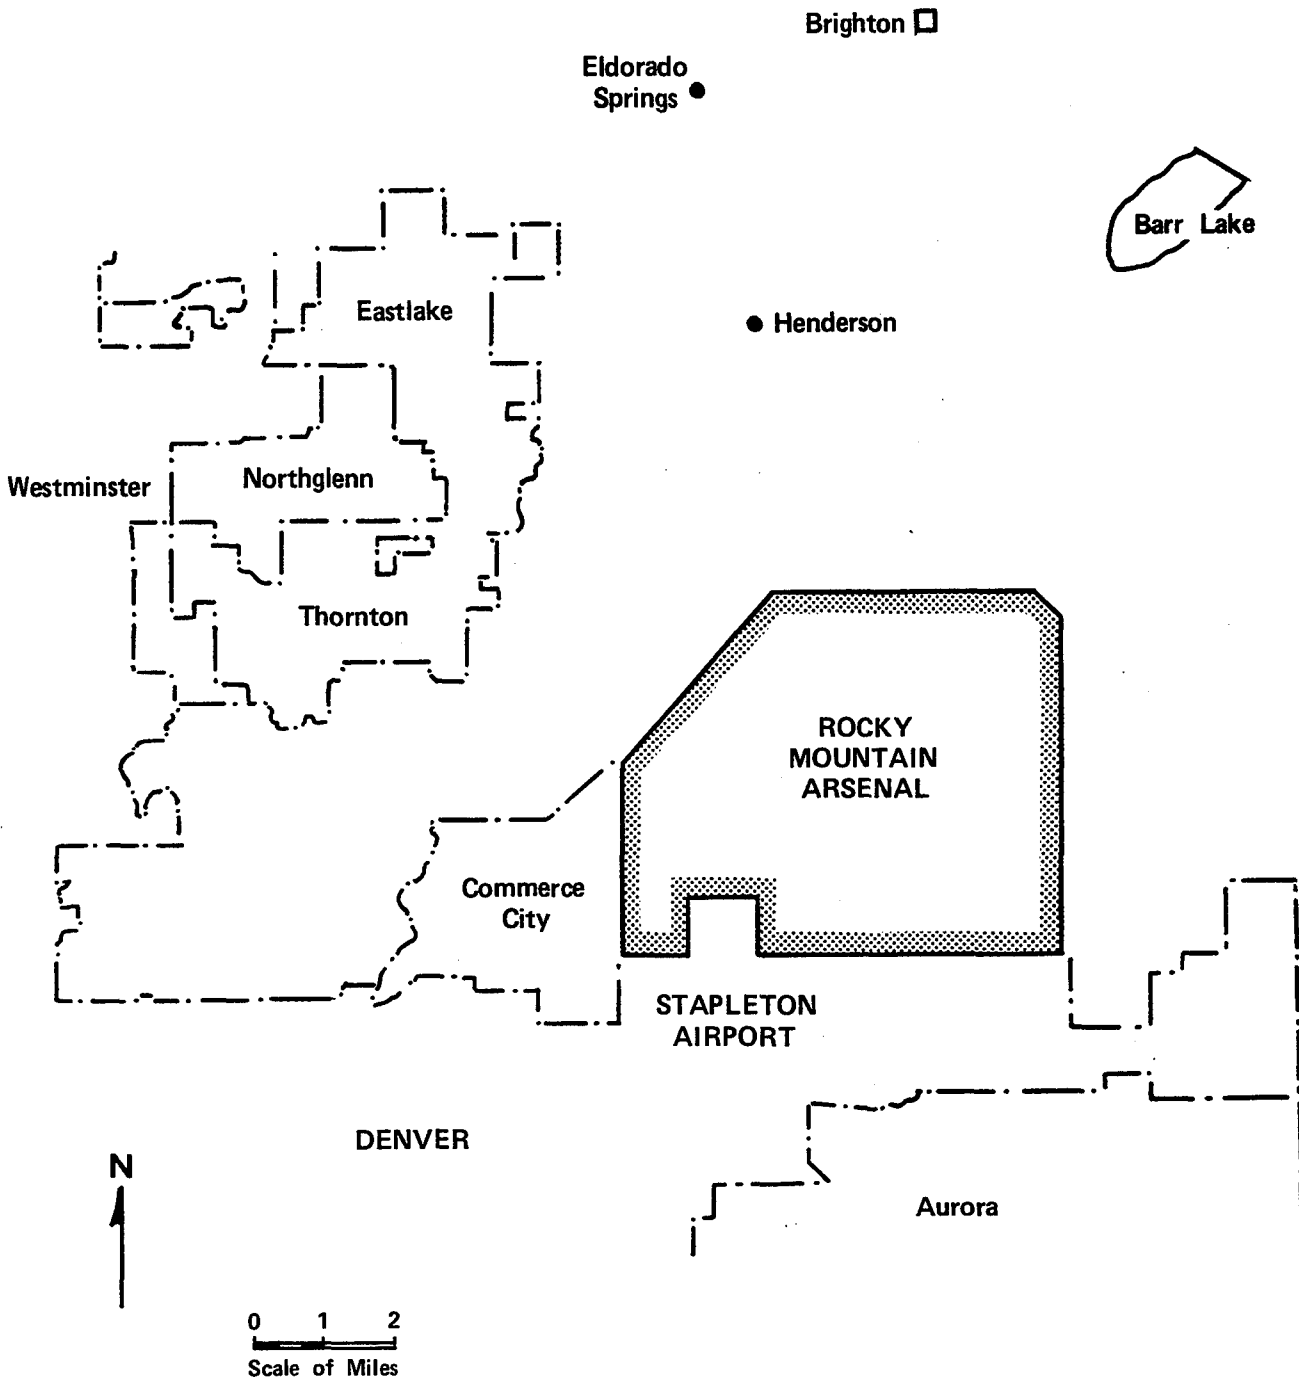 Brighton
Eldorado
Springs
Barr Lake
Eastlake
Henderson
Westminster
Northglenn
Thornton
ROCKY
MOUNTAIN
ARSENAL
Commerce
City
STAPLETON
AIRPORT
DENVER
N
Aurora
0 1 2
Scale of Miles